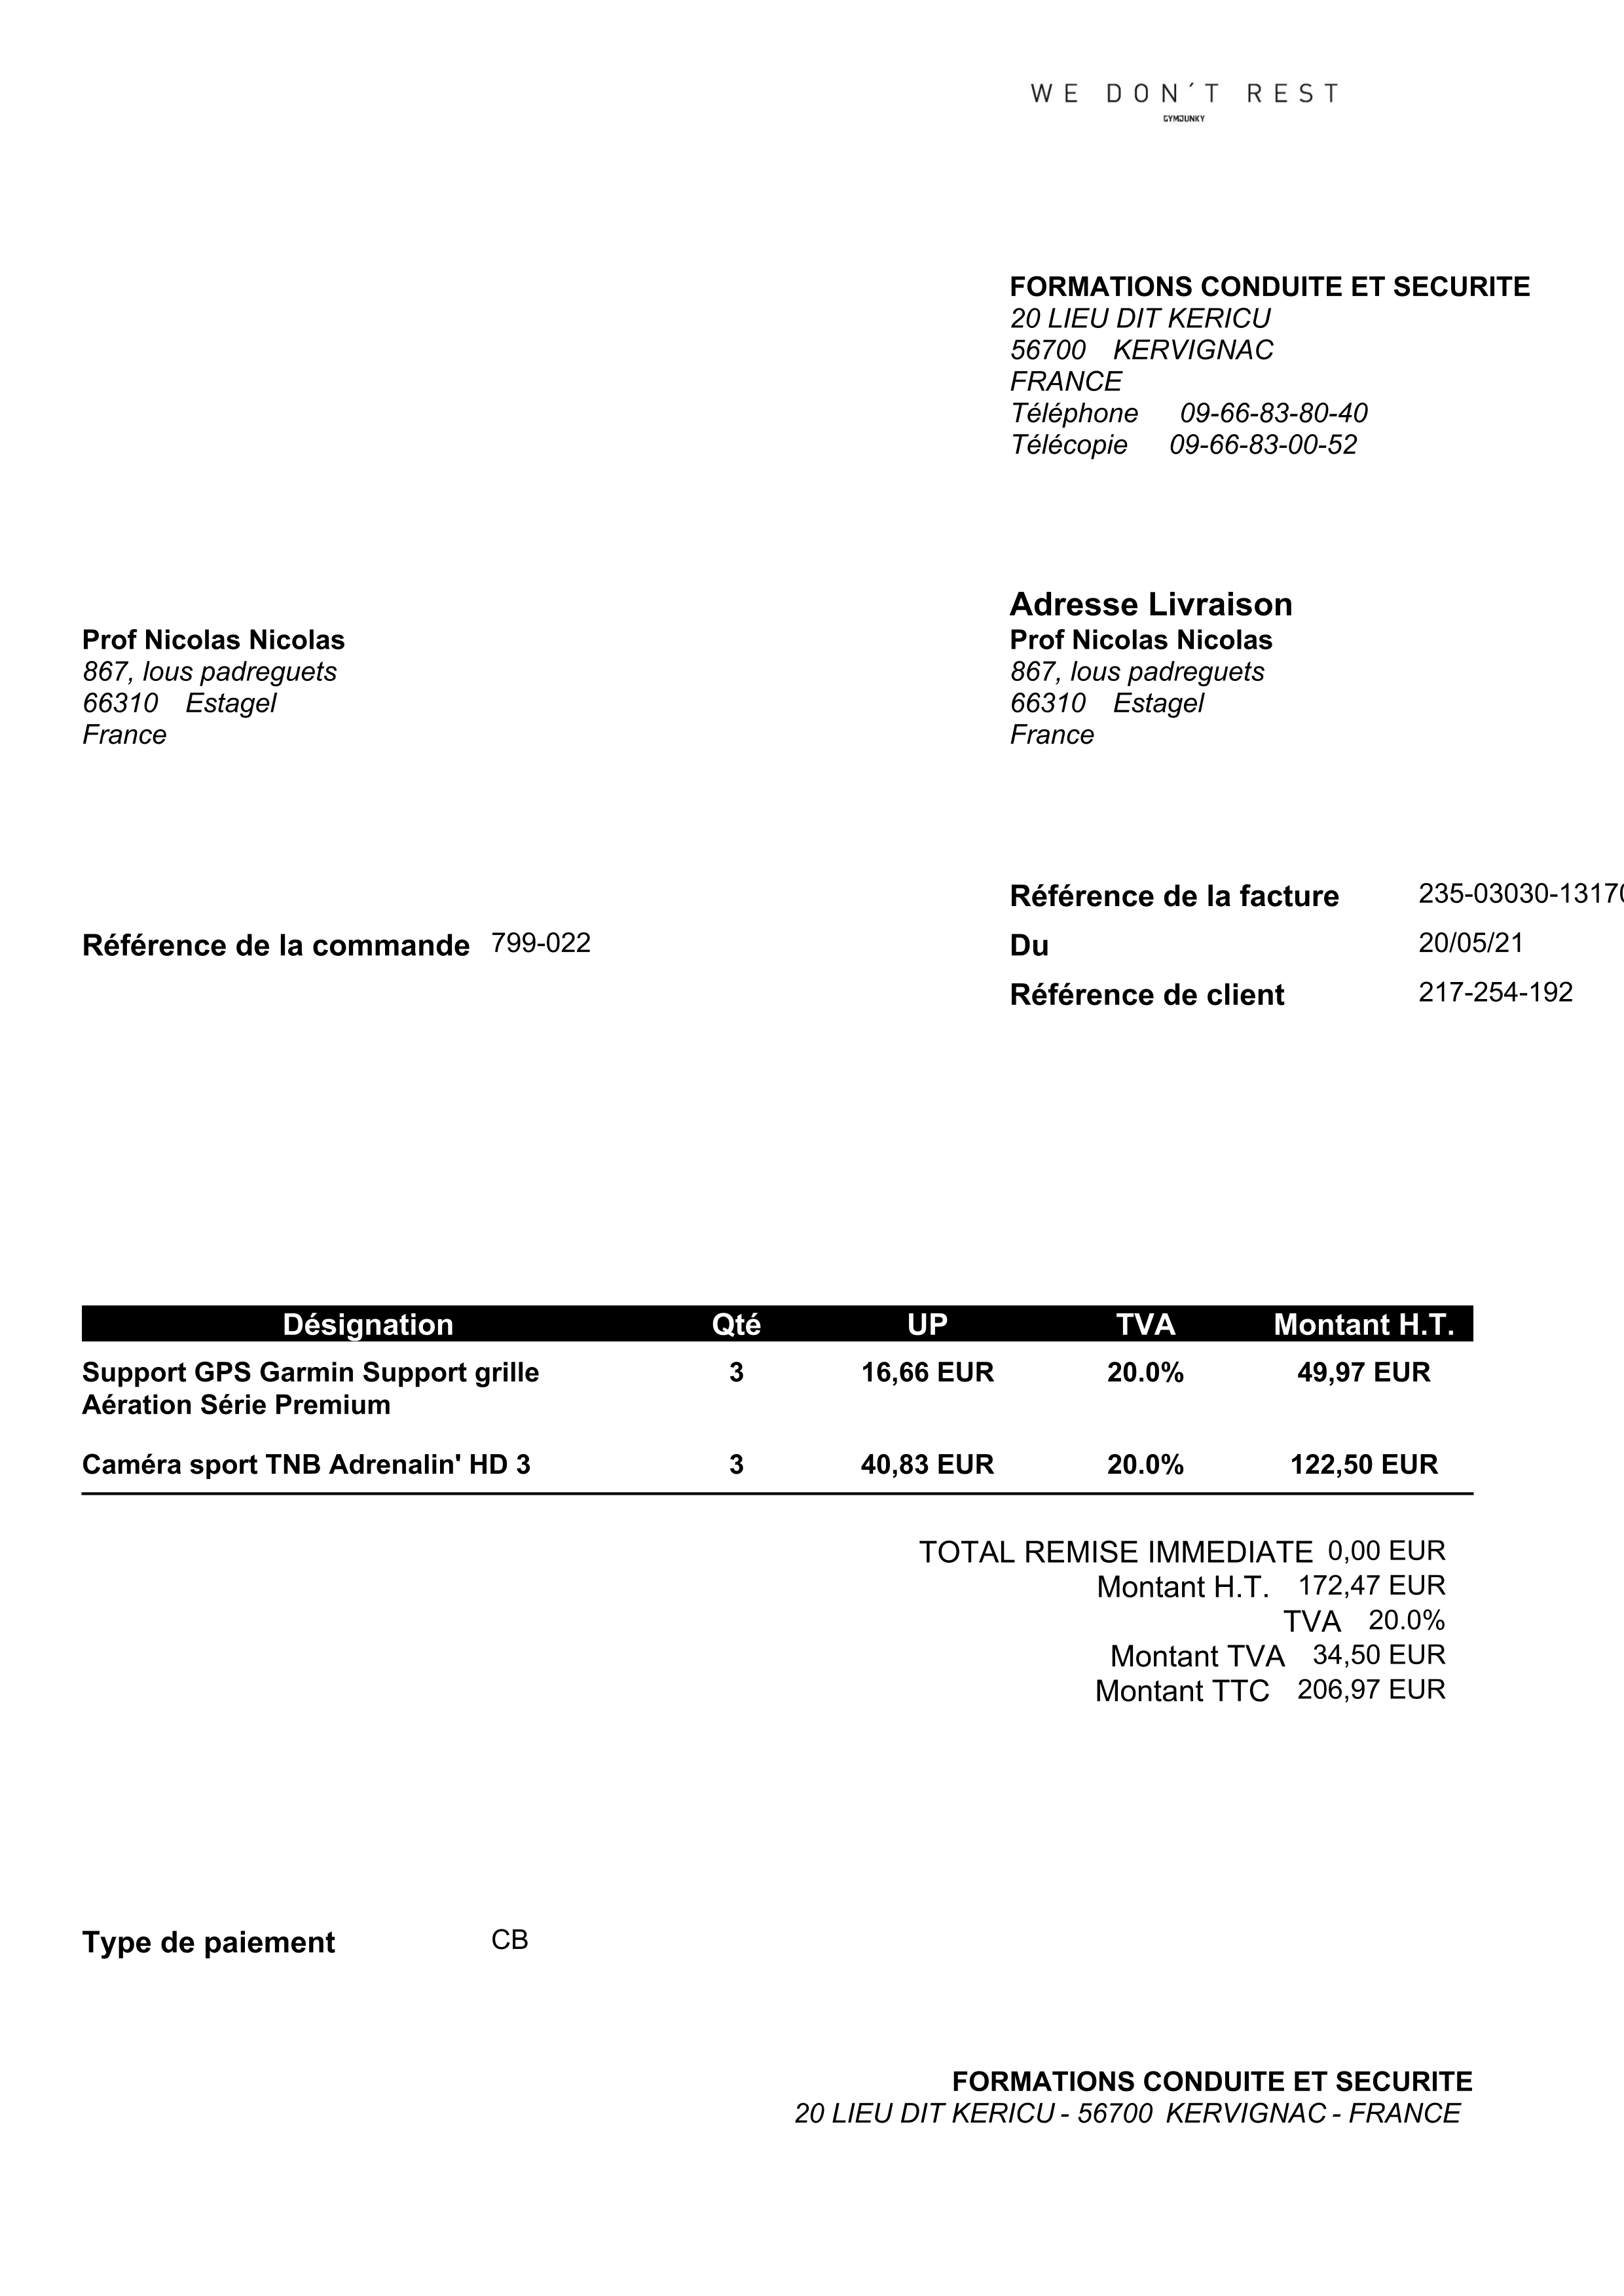 WE DON´T REST
GYMJUNKY
FORMATIONS CONDUITE ET SECURITE
20 LIEU DIT KERICU
56700 KERVIGNAC
FRANCE
Téléphone 09-66-83-80-40
Télécopie 09-66-83-00-52
Prof Nicolas Nicolas
867, lous padreguets
66310 Estagel
France
Adresse Livraison
Prof Nicolas Nicolas
867, lous padreguets
66310 Estagel
France
Référence de la commande 799-022
Référence de la facture 235-03030-13170
Du 20/05/21
Référence de client 217-254-192
Désignation Qté UP TVA Montant H.T.
Support GPS Garmin Support grille 3 16,66 EUR 20.0% 49,97 EUR
Aération Série Premium
Caméra sport TNB Adrenalin' HD 3 3 40,83 EUR 20.0% 122,50 EUR
TOTAL REMISE IMMEDIATE 0,00 EUR
Montant H.T. 172,47 EUR
TVA 20.0%
Montant TVA 34,50 EUR
Montant TTC 206,97 EUR
Type de paiement CB
FORMATIONS CONDUITE ET SECURITE
20 LIEU DIT KERICU - 56700 KERVIGNAC - FRANCE